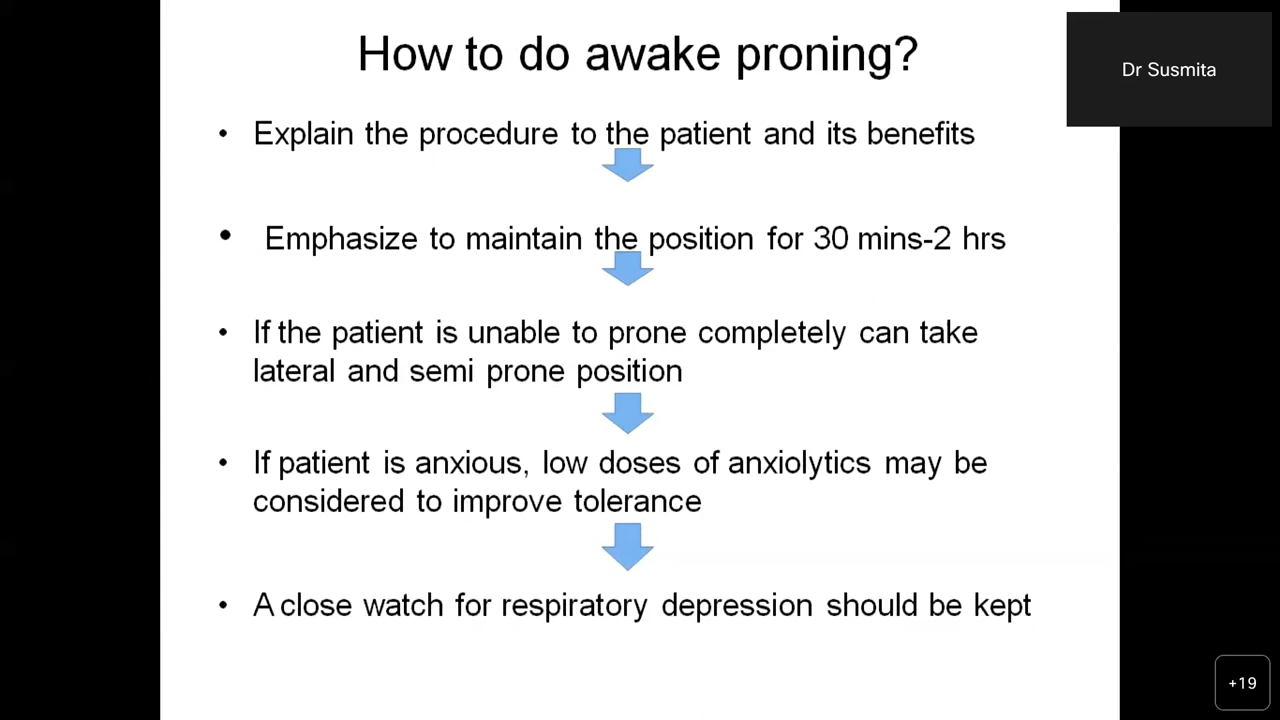 How to do awake proning?
Dr Susmita
• Explain the procedure to the patient and its benefits
• Emphasize to maintain the position for 30 mins-2 hrs
• If the patient is unable to prone completely can take
lateral and semi prone position
• If patient is anxious, low doses of anxiolytics may be
considered to improve tolerance
• A close watch for respiratory depression should be kept
+19